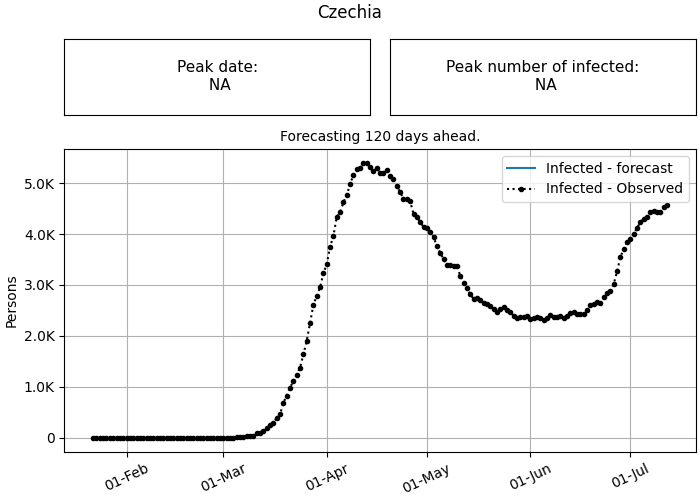 Czechia
Peak date:
NA
Peak number of infected:
NA
Forecasting 120 days ahead.
Infected - forecast
Infected - Observed
5.0K
4.0K
3.0K
2.0K
1.0K
0
Persons
01-Feb
01-Mar
01-Apr
01-May
01-Jun
01-Jul